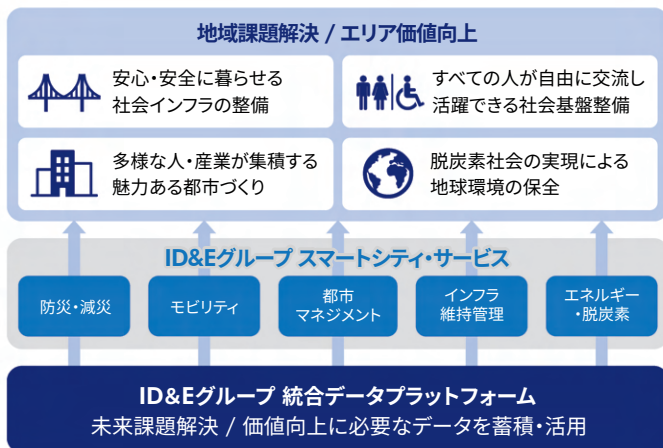 地域課題解決 / エリア価値向上
安心・安全に暮らせる
社会インフラの整備
すべての人が自由に交流し
活躍できる社会基盤整備
多様な人・産業が集積する
魅力ある都市づくり
脱炭素社会の実現による
地球環境の保全
ID&Eグループ スマートシティ・サービス
防災・減災
モビリティ
都市
マネジメント
インフラ
維持管理
エネルギー
・脱炭素
ID&Eグループ 統合データプラットフォーム
未来課題解決 / 価値向上に必要なデータを蓄積・活用